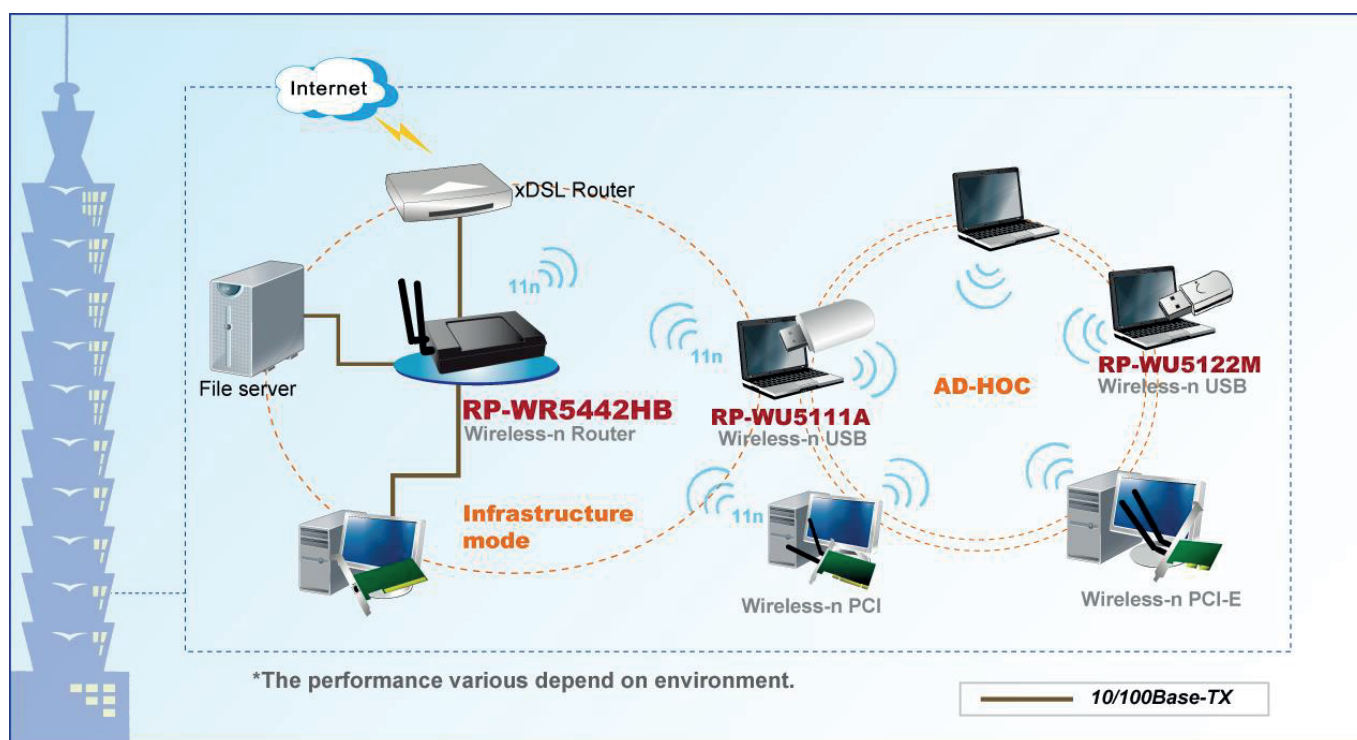 Internet
xDSL Router
11n
11n
File server
RP-WR5442HB
Wireless-n Router
RP-WU5111A
Wireless-n USB
AD-HOC
RP-WU5122M
Wireless-n USB
Infrastructure
mode
11n
Wireless-n PCI
Wireless-n PCI-E
*The performance various depend on environment.
10/100Base-TX